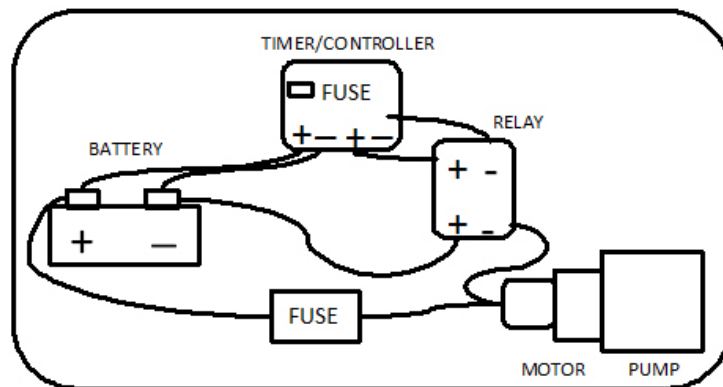 TIMER/CONTROLLER
FUSE
+ – + –
RELAY
BATTERY
+ -
+ -
+ –
FUSE
MOTOR PUMP